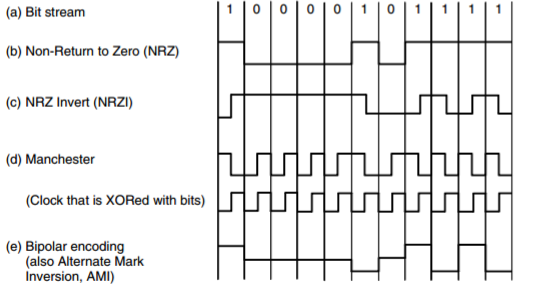 (a) Bit stream 1 0 0 0 0 1 0 1 1 1 1
(b) Non-Return to Zero (NRZ)
(c) NRZ Invert (NRZI)
(d) Manchester
(Clock that is XORed with bits)
(e) Bipolar encoding
(also Alternate Mark
Inversion, AMI)